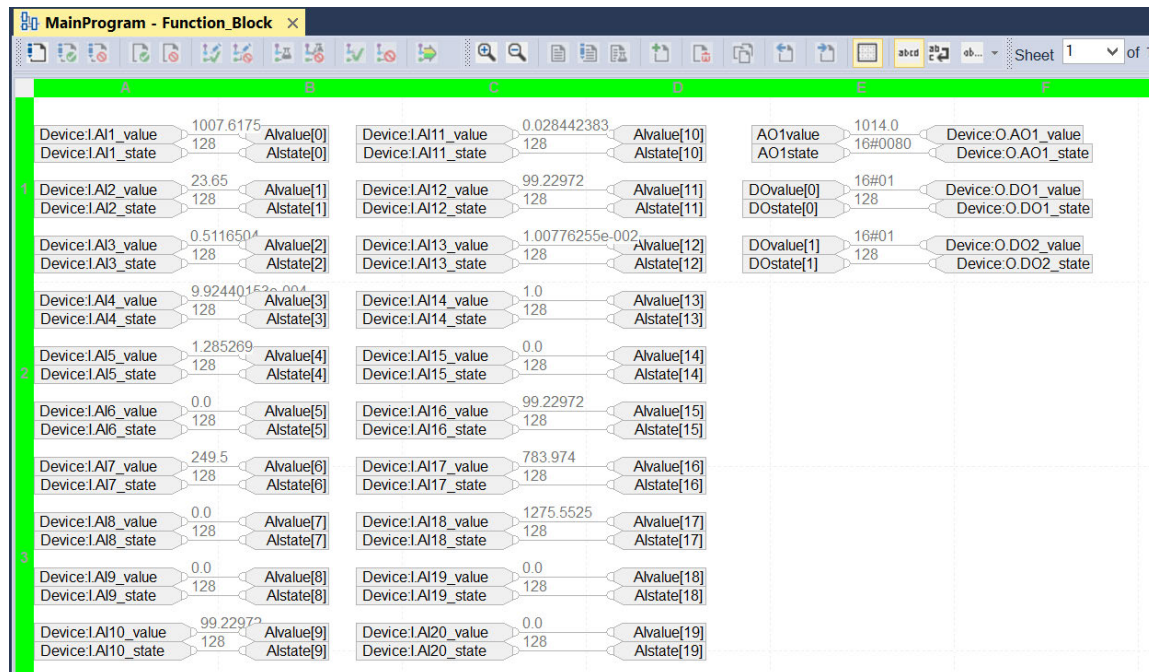 MainProgram - Function_Block ×
abcd ab c ab... Sheet 1 of
A B C D E F
1007.6175 0.028442383 1014.0
Device:I.AI1_value AIvalue[0] Device:I.AI11_value AIvalue[10] AO1value Device:O.AO1_value
128 128 16#0080
Device:I.AI1_state AIstate[0] Device:I.AI11_state AIstate[10] AO1state Device:O.AO1_state
23.65 99.22972 16#01
1 Device:I.AI2_value AIvalue[1] Device:I.AI12_value AIvalue[11] DOvalue[0] Device:O.DO1_value
128 128 128
Device:I.AI2_state AIstate[1] Device:I.AI12_state AIstate[11] DOstate[0] Device:O.DO1_state
0.5116504 1.00776255e-002 16#01
Device:I.AI3_value AIvalue[2] Device:I.AI13_value AIvalue[12] DOvalue[1] Device:O.DO2_value
128 128 128
Device:I.AI3_state AIstate[2] Device:I.AI13_state AIstate[12] DOstate[1] Device:O.DO2_state
9.92440153e-004 1.0
Device:I.AI4_value AIvalue[3] Device:I.AI14_value AIvalue[13]
128 128
Device:I.AI4_state AIstate[3] Device:I.AI14_state AIstate[13]
1.285269 0.0
Device:I.AI5_value AIvalue[4] Device:I.AI15_value AIvalue[14]
128 128
2 Device:I.AI5_state AIstate[4] Device:I.AI15_state AIstate[14]
0.0 99.22972
Device:I.AI6_value AIvalue[5] Device:I.AI16_value AIvalue[15]
128 128
Device:I.AI6_state AIstate[5] Device:I.AI16_state AIstate[15]
249.5 783.974
Device:I.AI7_value AIvalue[6] Device:I.AI17_value AIvalue[16]
128 128
Device:I.AI7_state AIstate[6] Device:I.AI17_state AIstate[16]
0.0 1275.5525
Device:I.AI8_value AIvalue[7] Device:I.AI18_value AIvalue[17]
128 128
Device:I.AI8_state AIstate[7] Device:I.AI18_state AIstate[17]
3
0.0 0.0
Device:I.AI9_value AIvalue[8] Device:I.AI19_value AIvalue[18]
128 128
Device:I.AI9_state AIstate[8] Device:I.AI19_state AIstate[18]
99.22972 0.0
Device:I.AI10_value AIvalue[9] Device:I.AI20_value AIvalue[19]
128 128
Device:I.AI10_state AIstate[9] Device:I.AI20_state AIstate[19]